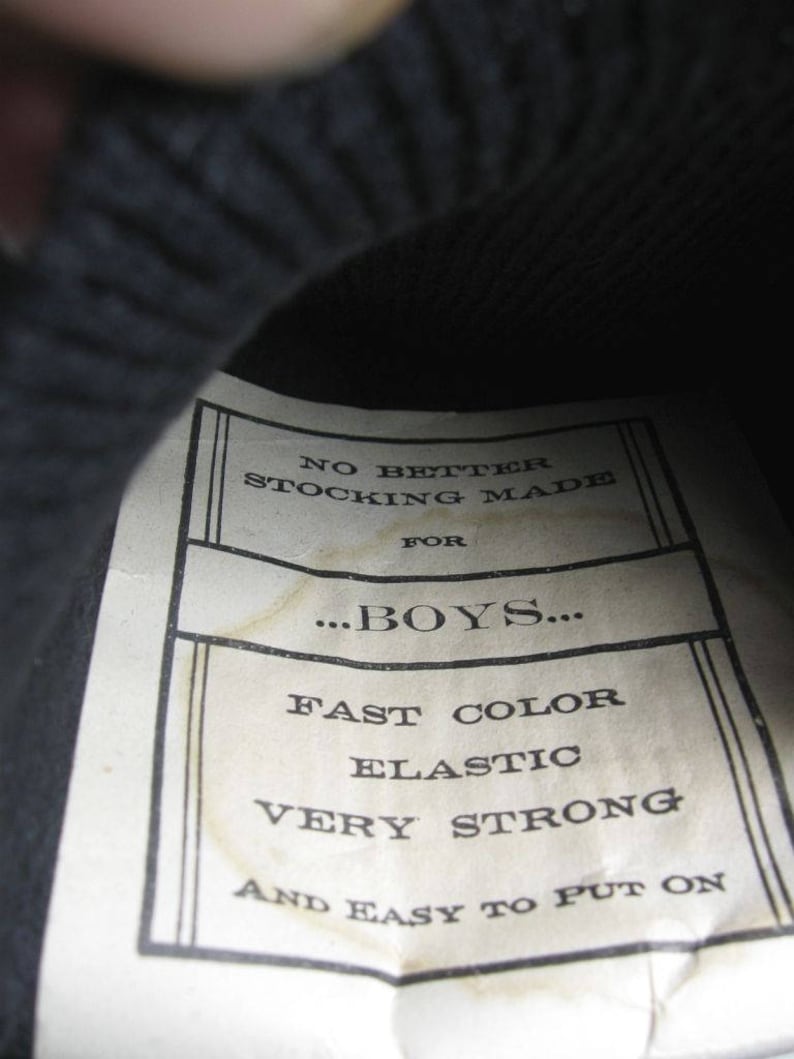 NO BETTER
STOCKING MADE
FOR
...BOYS...
FAST COLOR
ELASTIC
VERY STRONG
AND EASY TO PUT ON